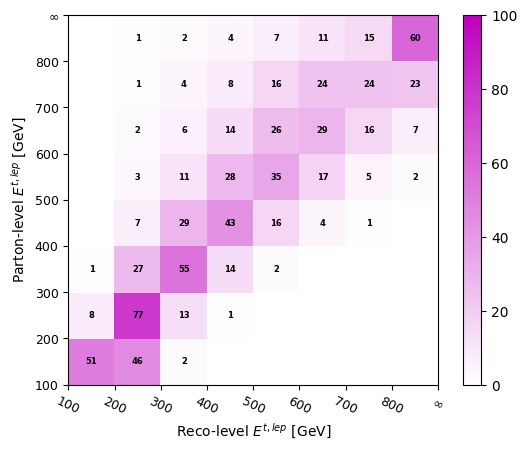 ∞
800
700
600
500
400
300
200
100
Parton-level E^{t,lep} [GeV]
1 2 4 7 11 15 60
1 4 8 16 24 24 23
2 6 14 26 29 16 7
3 11 28 35 17 5 2
7 29 43 16 4 1
1 27 55 14 2
8 77 13 1
51 46 2
100 200 300 400 500 600 700 800 ∞
Reco-level E^{t,lep} [GeV]
100
80
60
40
20
0